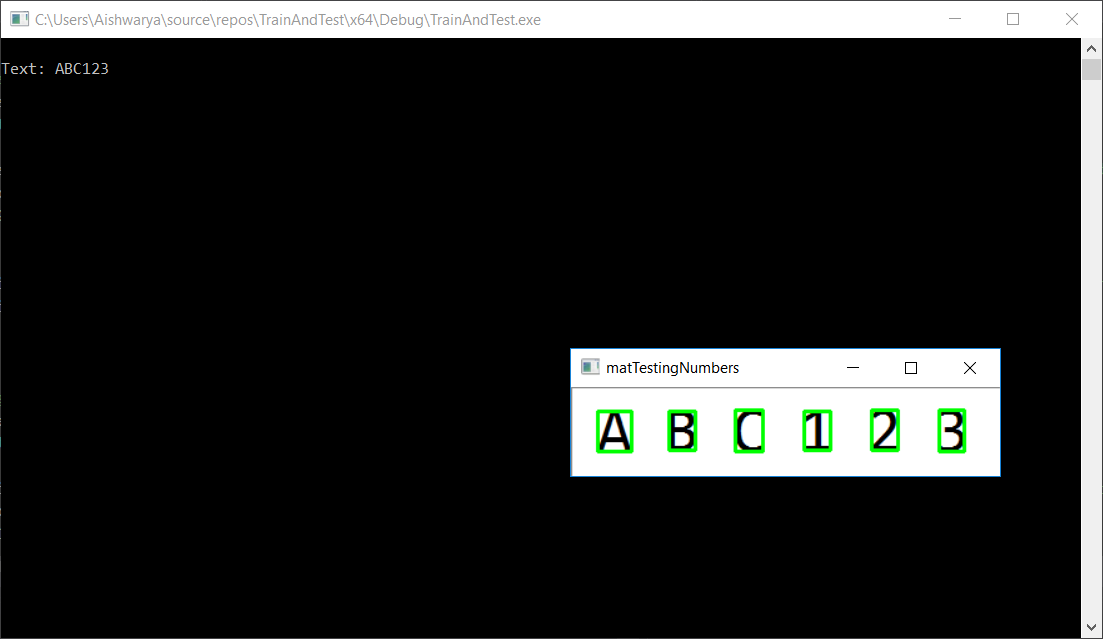 C:\Users\Aishwarya\source\repos\TrainAndTest\x64\Debug\TrainAndTest.exe
Text: ABC123
matTestingNumbers
A B C 1 2 3